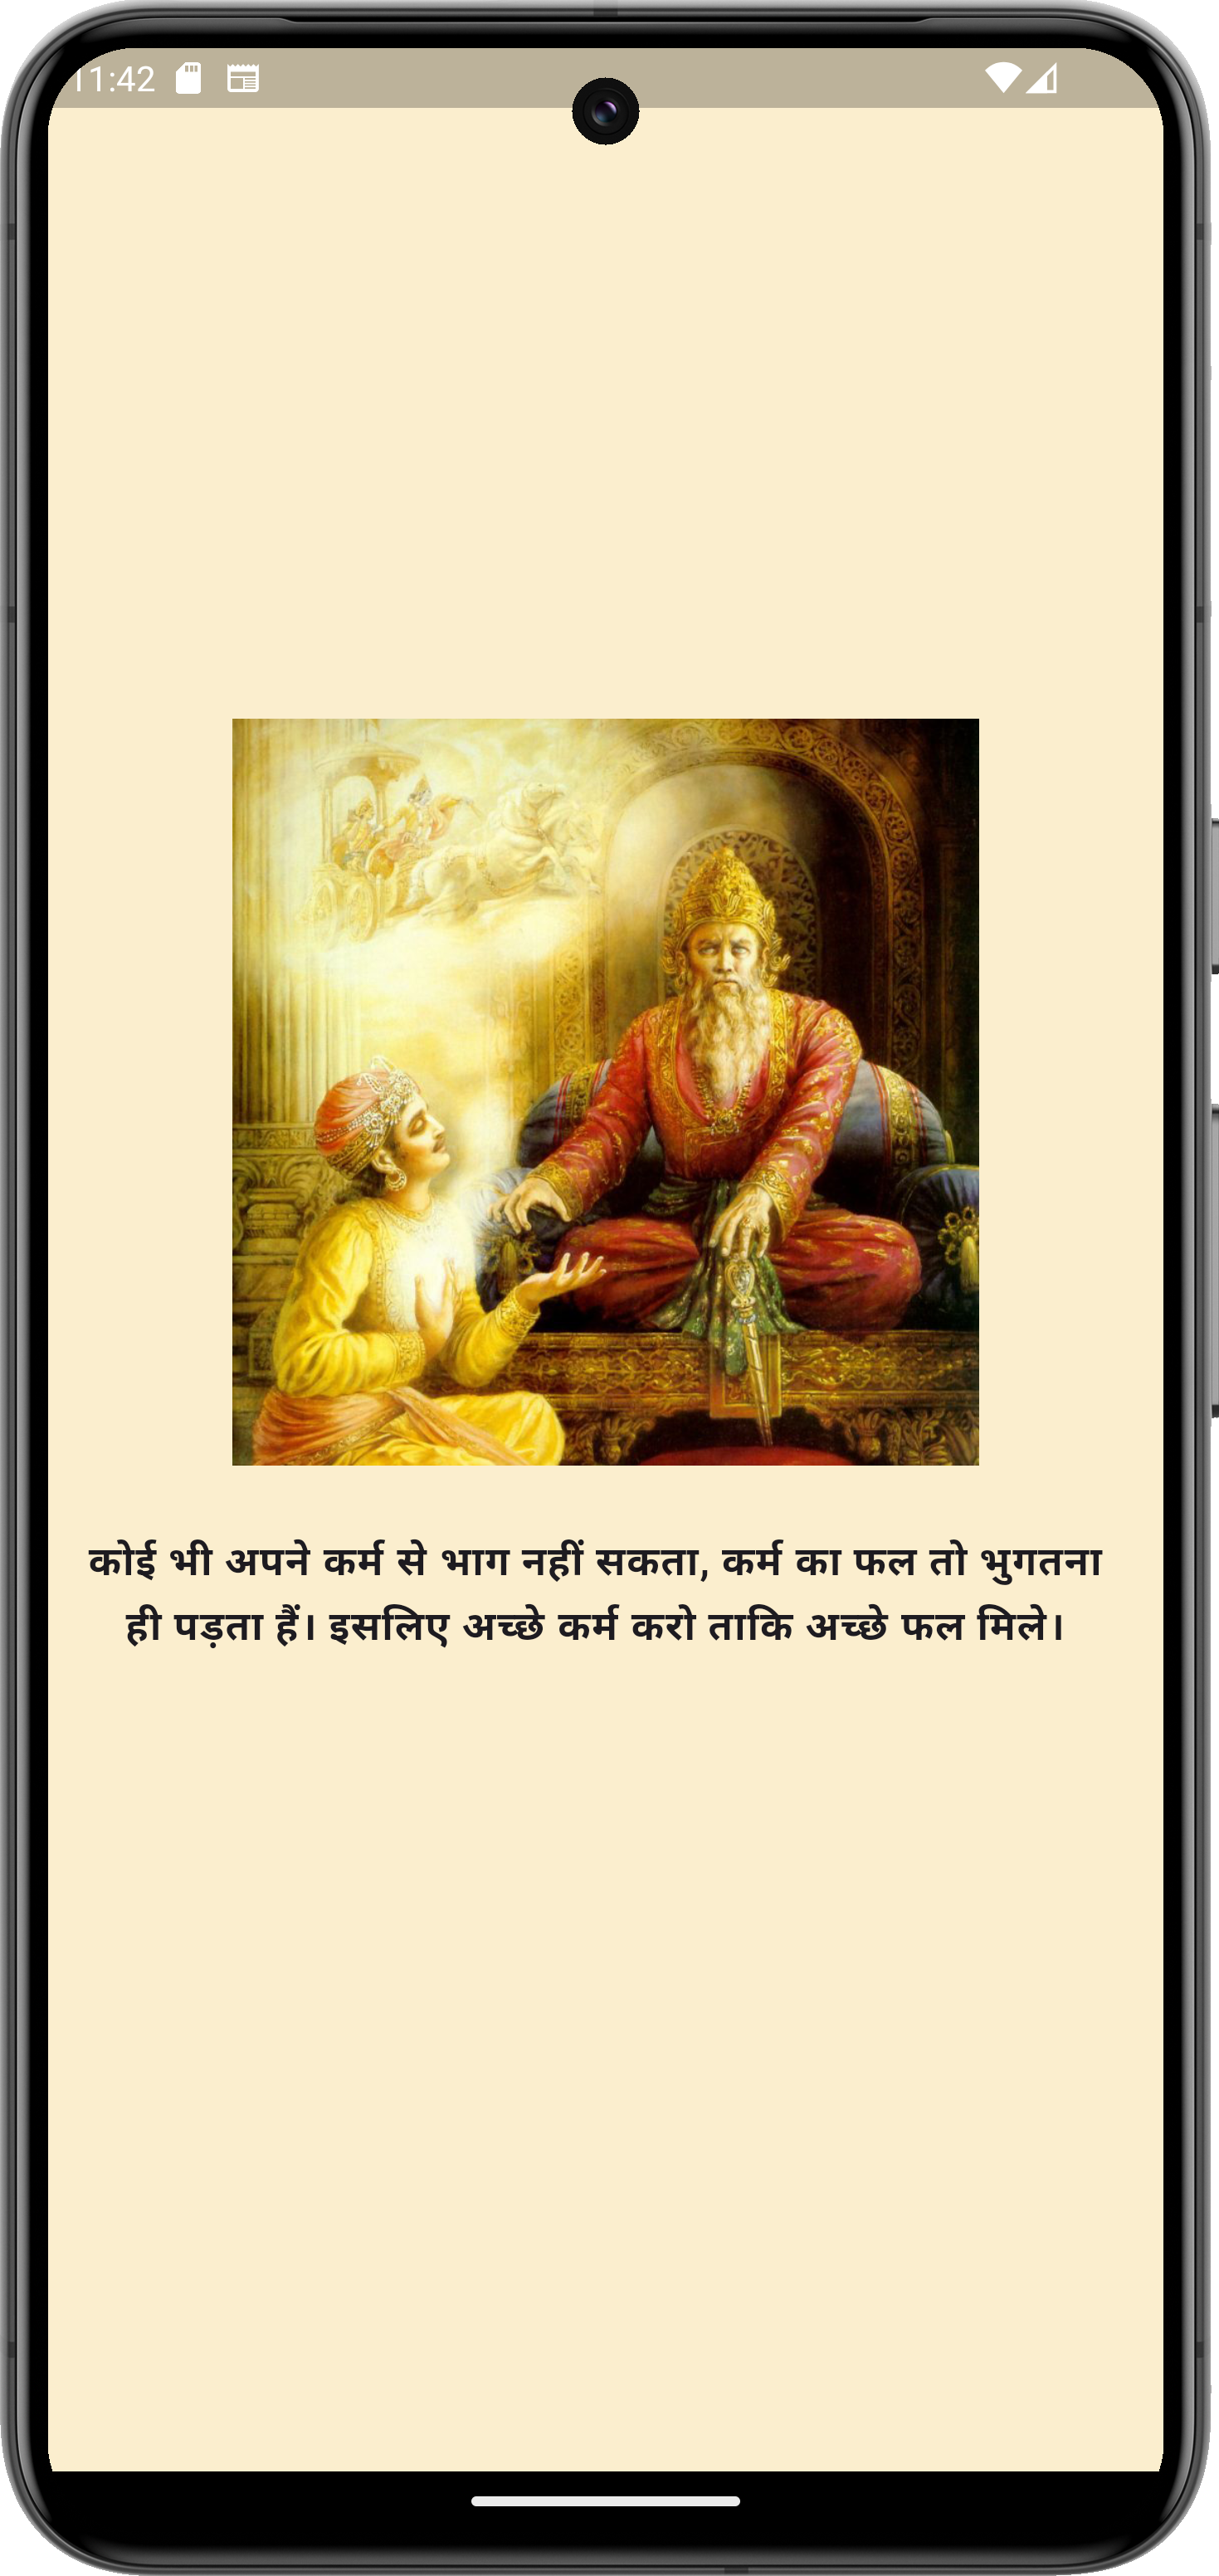 11:42
कोई भी अपने कर्म से भाग नहीं सकता, कर्म का फल तो भुगतना
ही पड़ता हैं। इसलिए अच्छे कर्म करो ताकि अच्छे फल मिले।